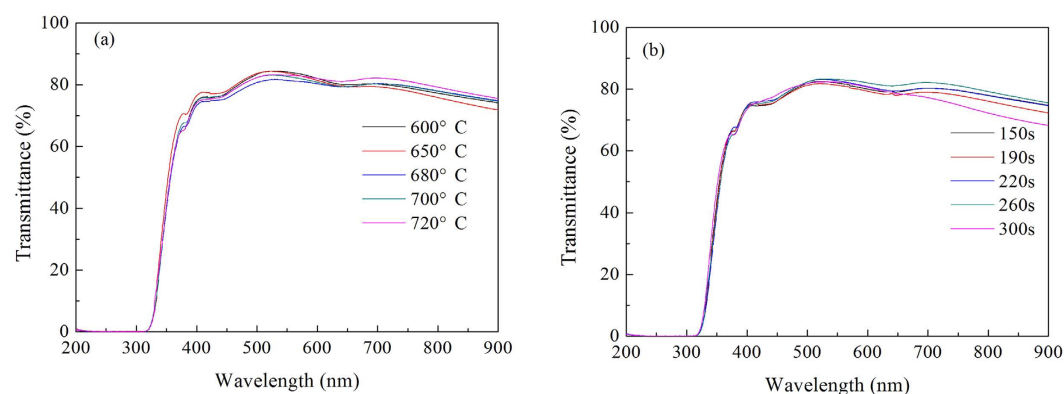 (a)
100
80
60
40
20
0
Transmittance (%)
600° C
650° C
680° C
700° C
720° C
200 300 400 500 600 700 800 900
Wavelength (nm)
(b)
100
80
60
40
20
0
Transmittance (%)
150s
190s
220s
260s
300s
200 300 400 500 600 700 800 900
Wavelength (nm)